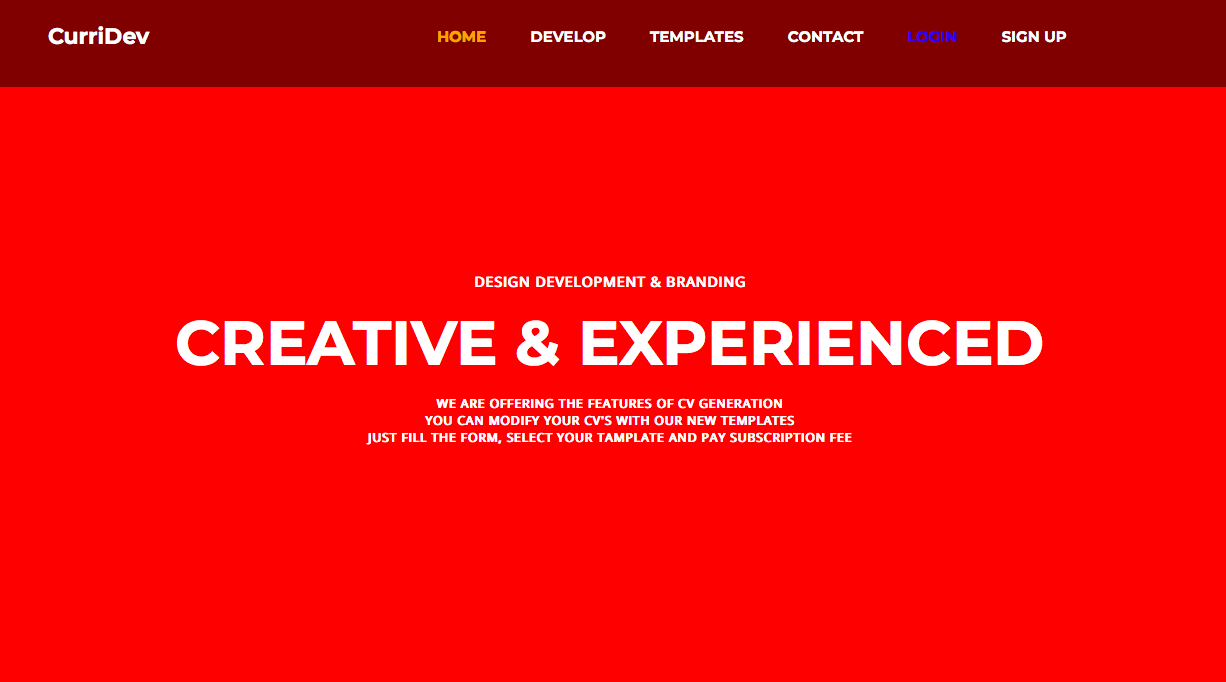 CurriDev HOME DEVELOP TEMPLATES CONTACT LOGIN SIGN UP
DESIGN DEVELOPMENT & BRANDING
CREATIVE & EXPERIENCED
WE ARE OFFERING THE FEATURES OF CV GENERATION
YOU CAN MODIFY YOUR CV'S WITH OUR NEW TEMPLATES
JUST FILL THE FORM, SELECT YOUR TAMPLATE AND PAY SUBSCRIPTION FEE